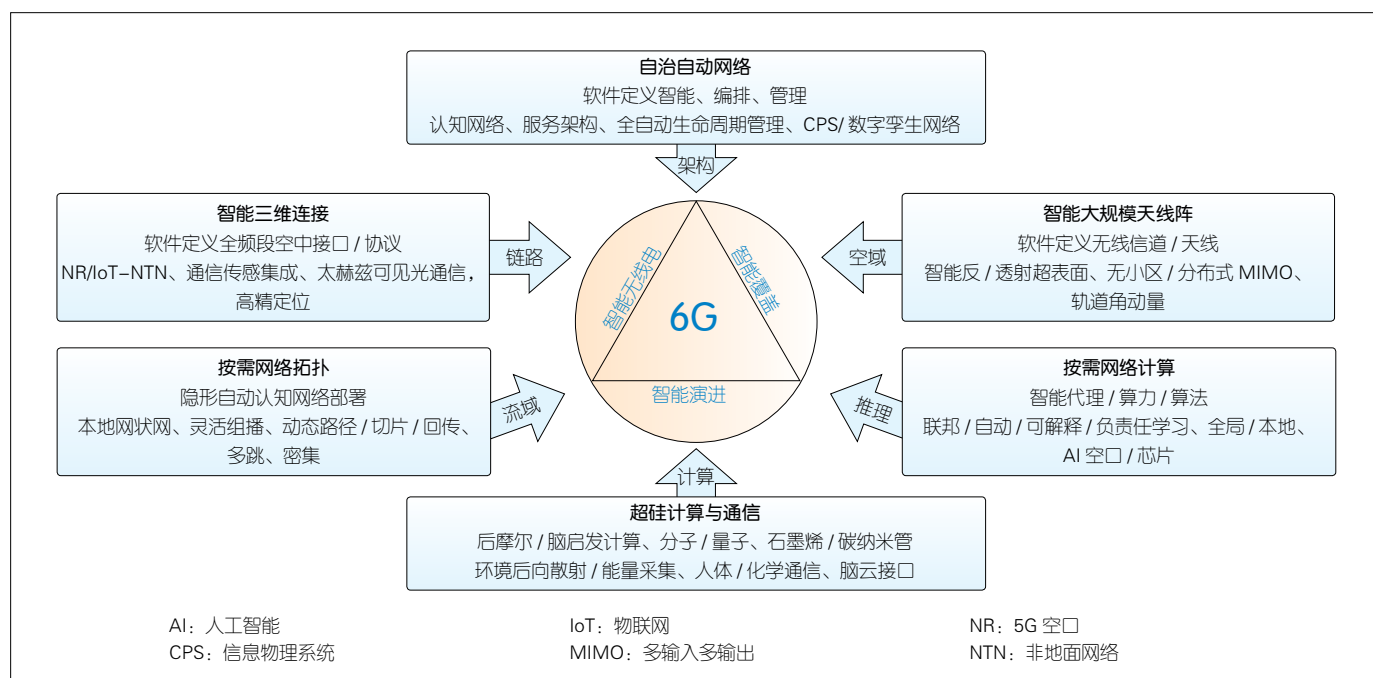 自治自动网络
软件定义智能、编排、管理
认知网络、服务架构、全自动生命周期管理、CPS/ 数字孪生网络
架构
智能三维连接
软件定义全频段空中接口 / 协议
NR/IoT–NTN、通信传感集成、太赫兹可见光通信，
高精定位
链路
智能大规模天线阵
软件定义无线信道 / 天线
智能反 / 透射超表面、无小区 / 分布式 MIMO、
轨道角动量
空域
智能无线电
智能覆盖
6G
智能演进
按需网络拓扑
隐形自动认知网络部署
本地网状网、灵活组播、动态路径 / 切片 / 回传、
多跳、密集
流域
按需网络计算
智能代理 / 算力 / 算法
联邦 / 自动 / 可解释 / 负责任学习、全局 / 本地、
AI 空口 / 芯片
推理
计算
超硅计算与通信
后摩尔 / 脑启发计算、分子 / 量子、石墨烯 / 碳纳米管
环境后向散射 / 能量采集、人体 / 化学通信、脑云接口
AI：人工智能
IoT：物联网
NR：5G 空口
CPS：信息物理系统
MIMO：多输入多输出
NTN：非地面网络